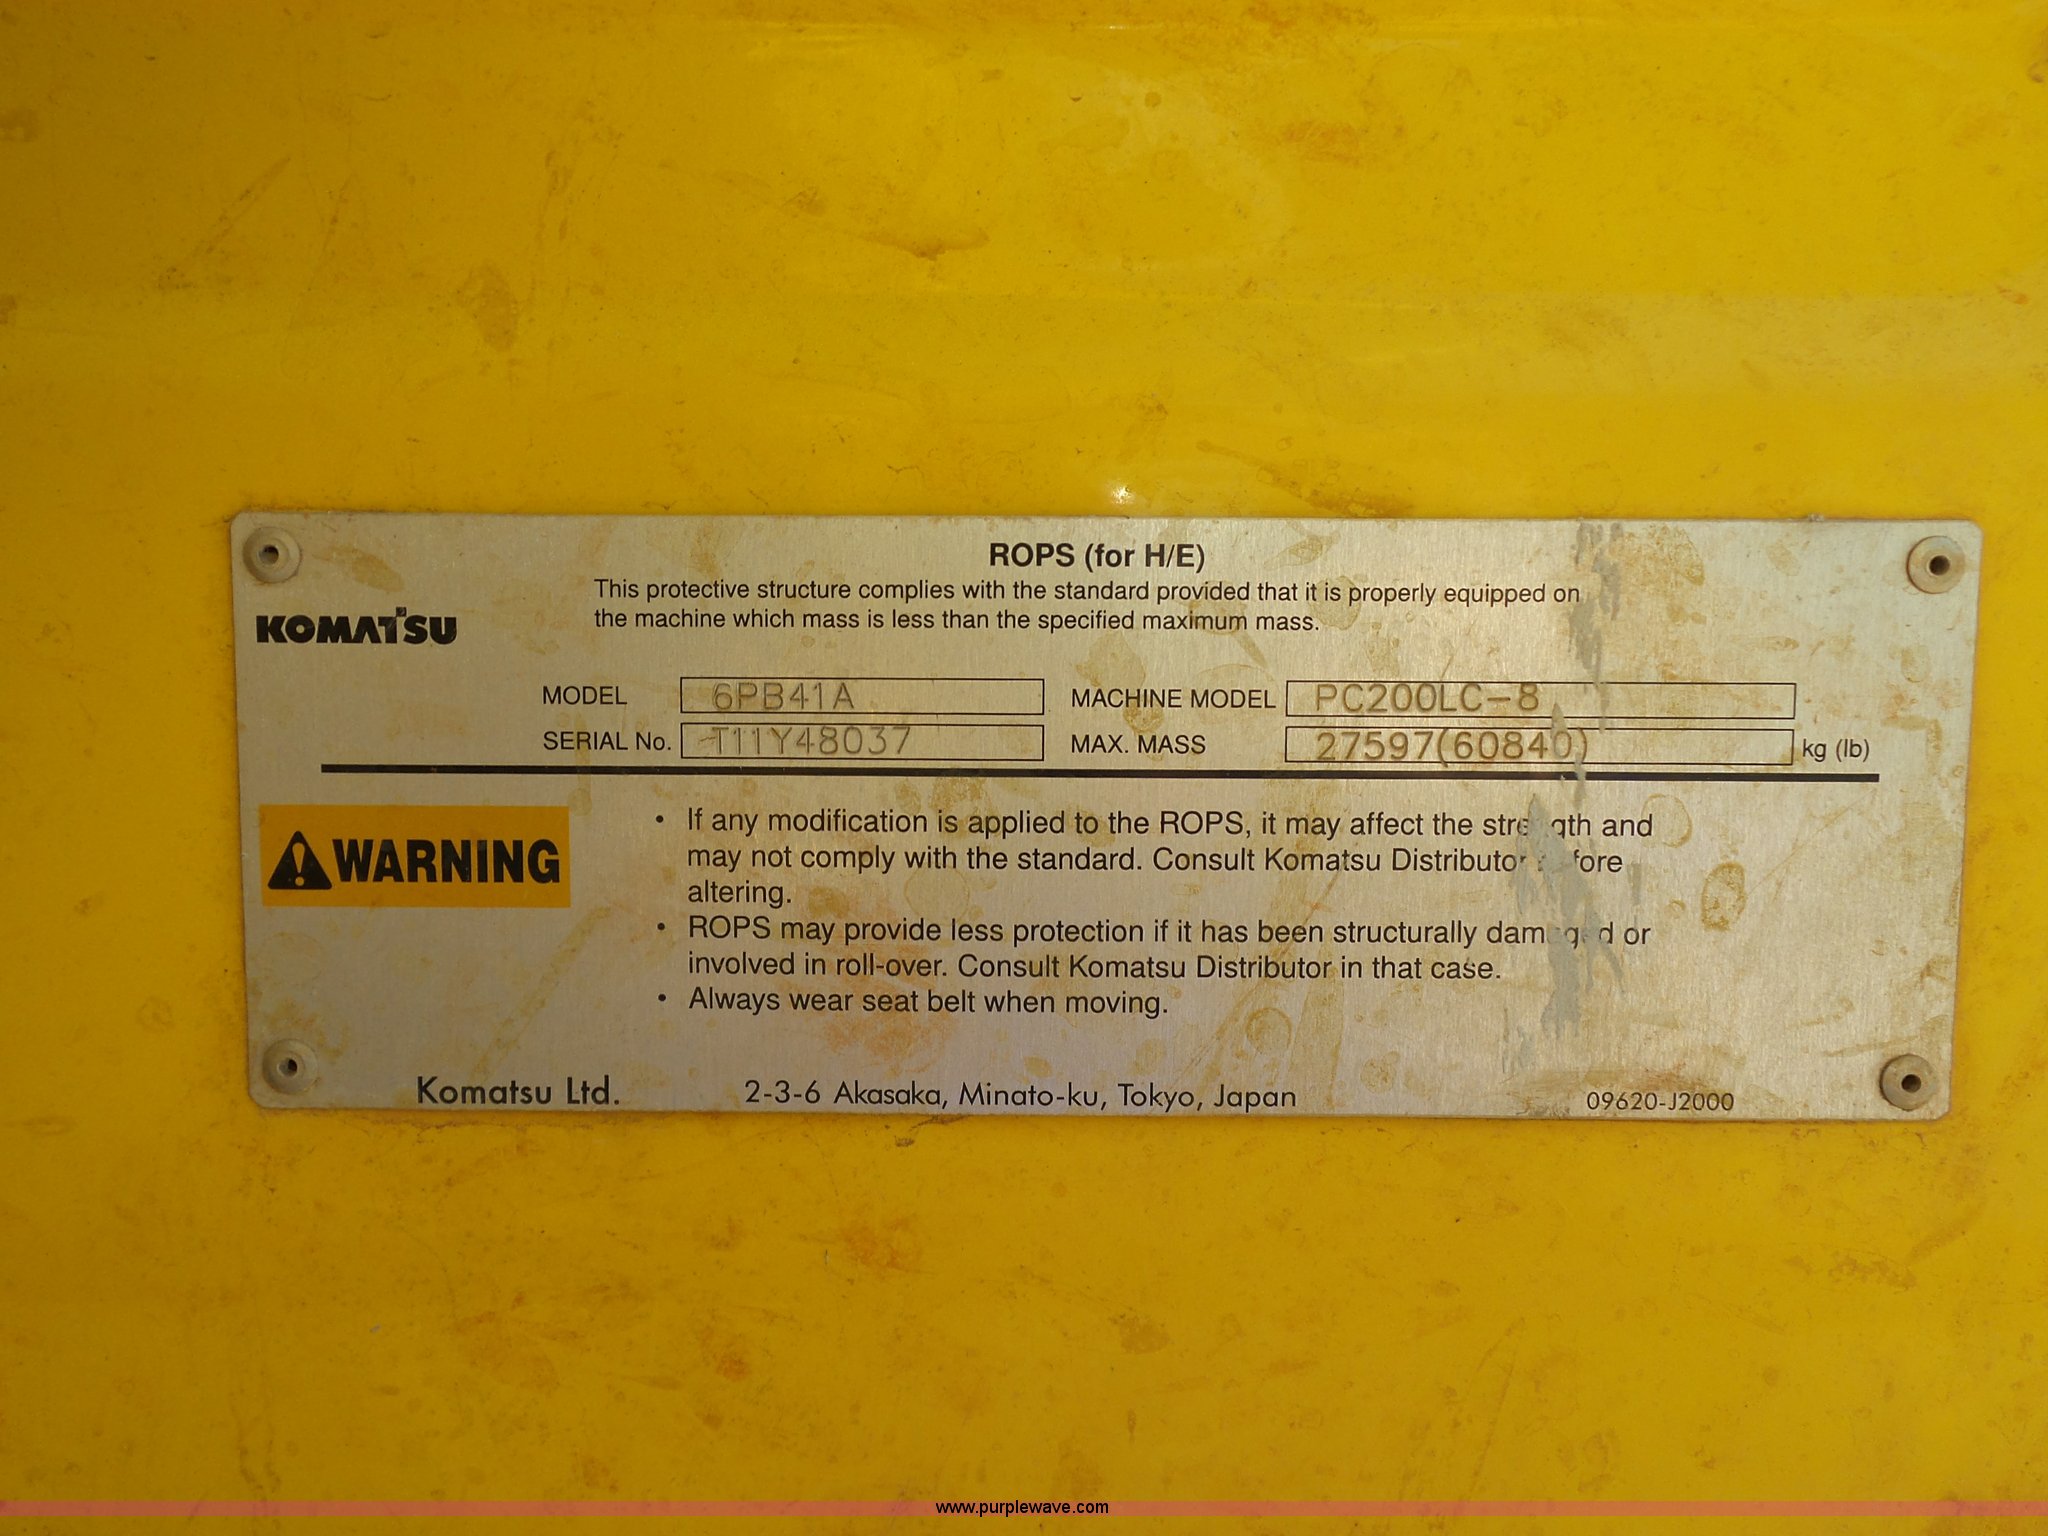 ROPS (for H/E)
This protective structure complies with the standard provided that it is properly equipped on
the machine which mass is less than the specified maximum mass.
KOMATSU
MODEL 6PB41A MACHINE MODEL PC200LC-8
SERIAL No. T11Y48037 MAX. MASS 27597(60840) kg (lb)
WARNING
• If any modification is applied to the ROPS, it may affect the strength and
may not comply with the standard. Consult Komatsu Distributor before
altering.
• ROPS may provide less protection if it has been structurally damaged or
involved in roll-over. Consult Komatsu Distributor in that case.
• Always wear seat belt when moving.
Komatsu Ltd. 2-3-6 Akasaka, Minato-ku, Tokyo, Japan 09620-J2000
www.purplewave.com